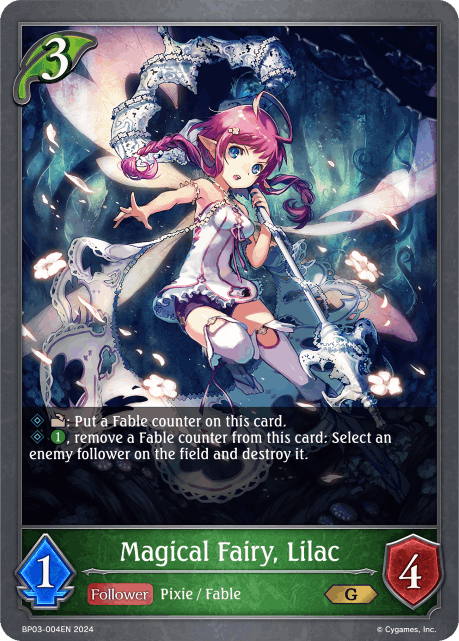 3
: Put a Fable counter on this card.
1, remove a Fable counter from this card: Select an
enemy follower on the field and destroy it.
Magical Fairy, Lilac
1
Follower Pixie / Fable
G
4
BP03-004EN 2024
© Cygames, Inc.